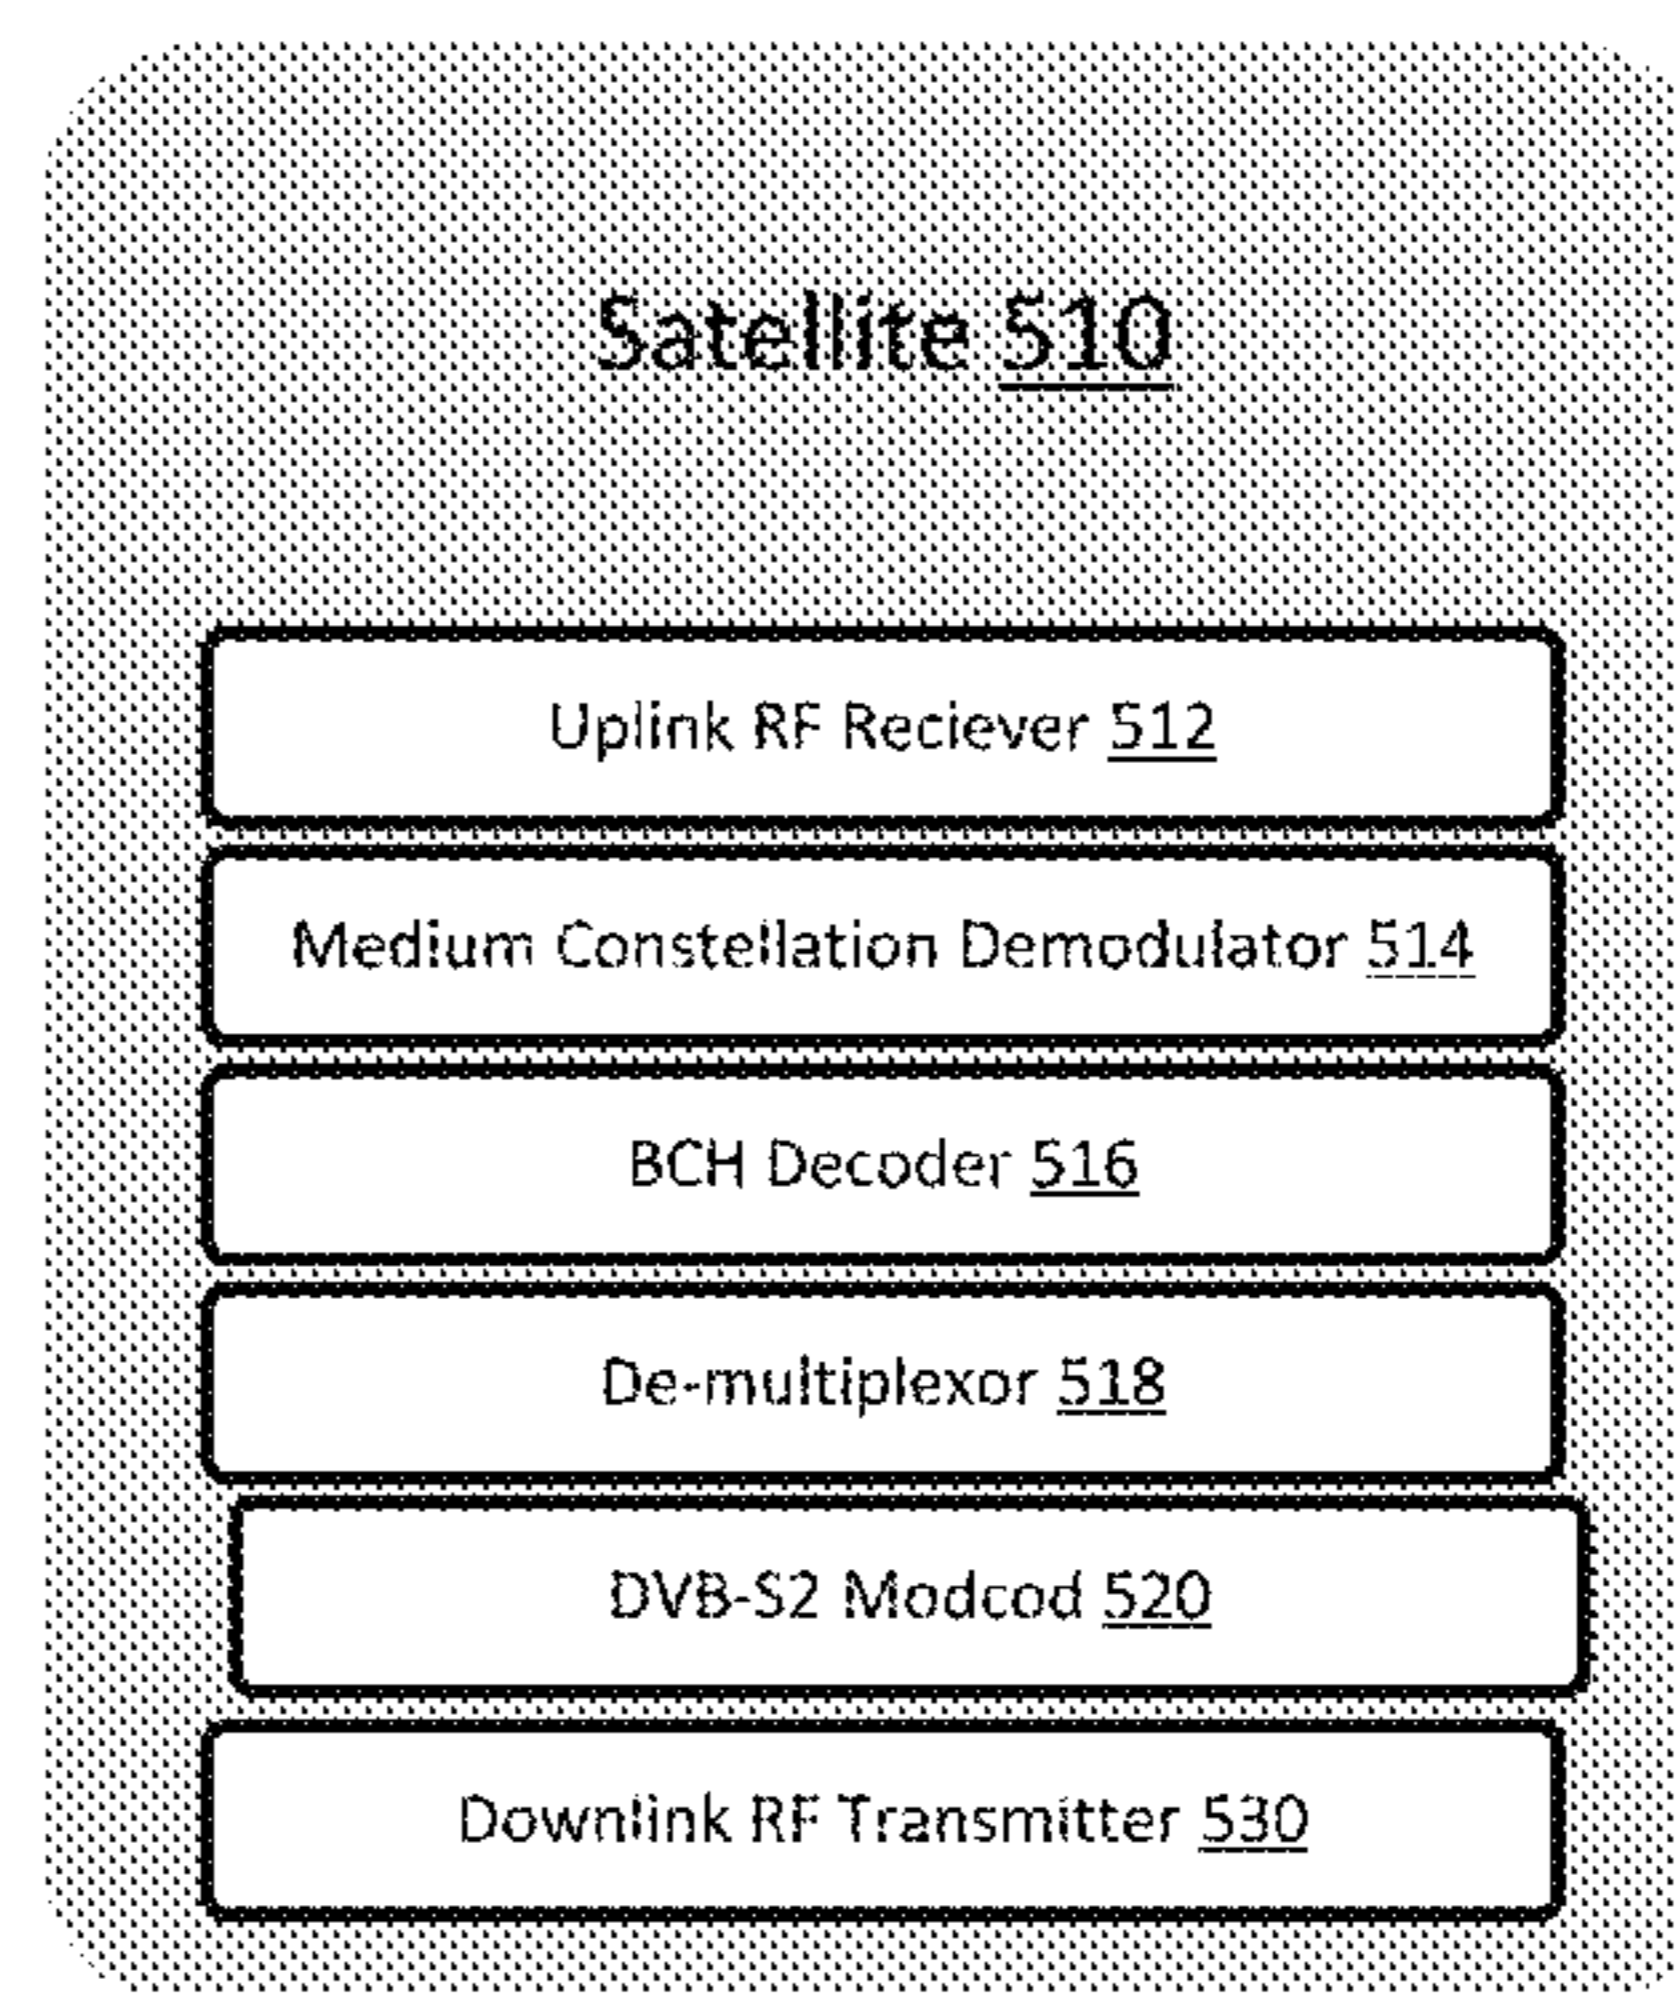 Satellite 510
Uplink RF Reciever 512
Medium Constellation Demodulator 514
BCH Decoder 516
De-multiplexor 518
DVB-S2 Modcod 520
Downlink RF Transmitter 530